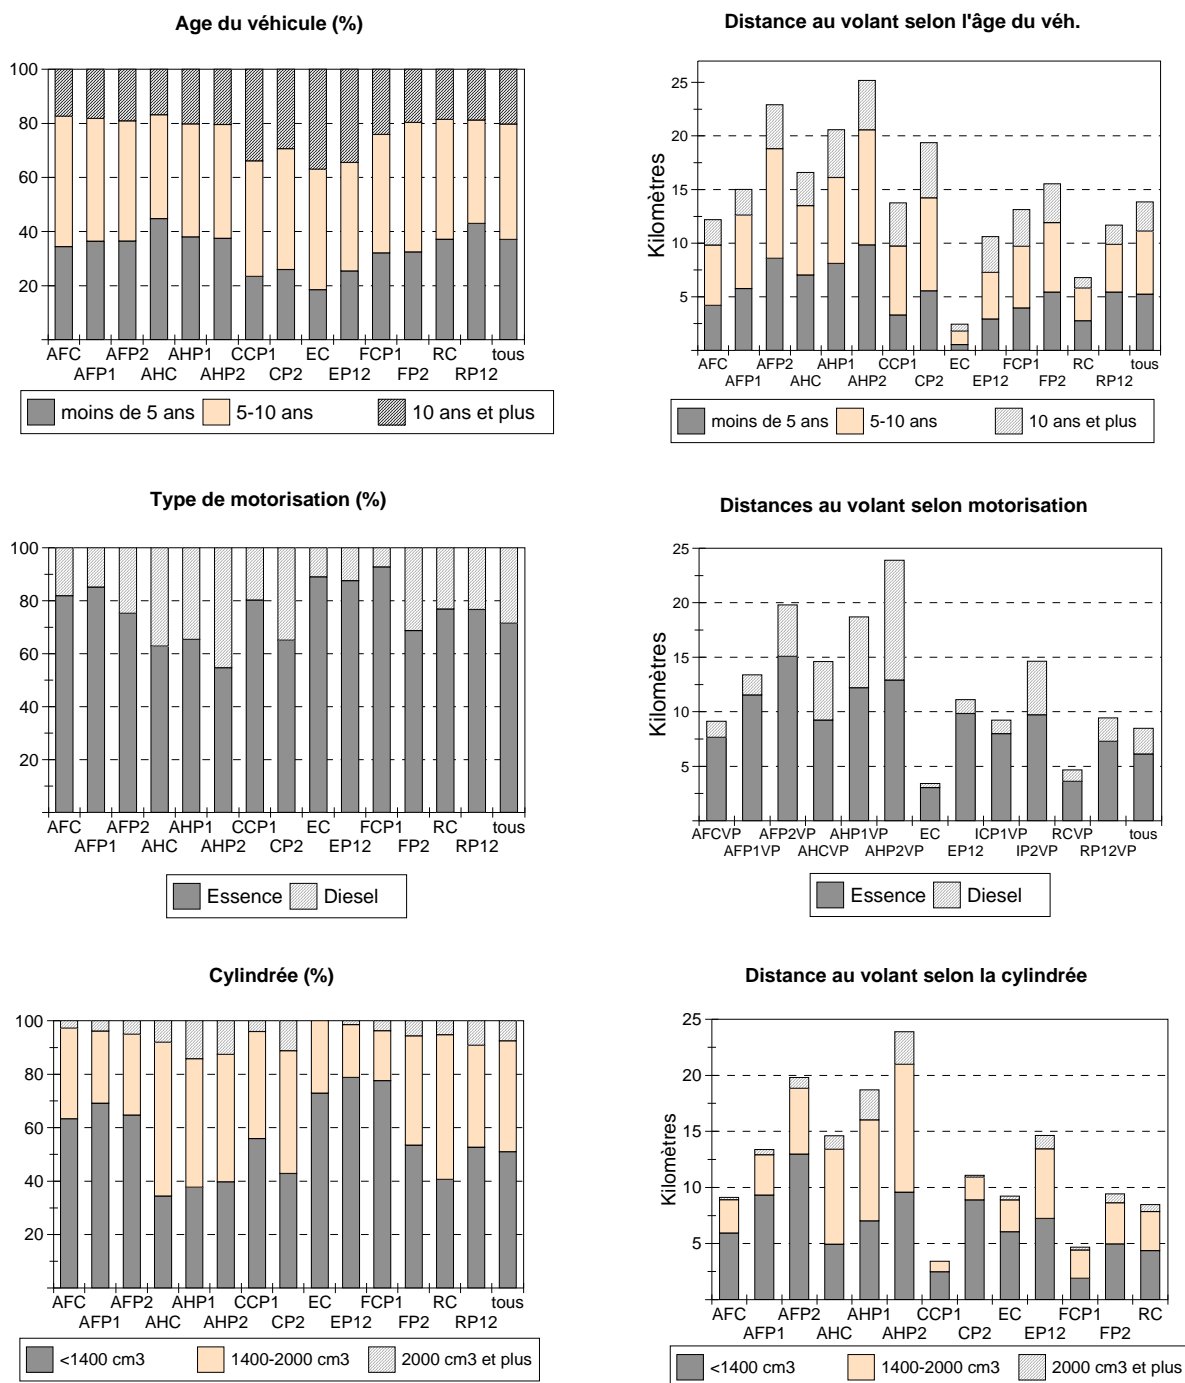 Age du véhicule (%)
100
80
60
40
20
AFC AFP2 AHP1 CCP1 EC FCP1 RC tous
AFP1 AHC AHP2 CP2 EP12 FP2 RP12
moins de 5 ans 5-10 ans 10 ans et plus
Distance au volant selon l'âge du véh.
Kilomètres
25
20
15
10
5
AFC AFP2 AHP1 CCP1 EC FCP1 RC tous
AFP1 AHC AHP2 CP2 EP12 FP2 RP12
moins de 5 ans 5-10 ans 10 ans et plus
Type de motorisation (%)
100
80
60
40
20
AFC AFP2 AHP1 CCP1 EC FCP1 RC tous
AFP1 AHC AHP2 CP2 EP12 FP2 RP12
Essence Diesel
Distances au volant selon motorisation
Kilomètres
25
20
15
10
5
AFCVP AFP2VP AHP1VP EC ICP1VP RCVP tous
AFP1VP AHCVP AHP2VP EP12 IP2VP RP12VP
Essence Diesel
Cylindrée (%)
100
80
60
40
20
AFC AFP2 AHP1 CCP1 EC FCP1 RC tous
AFP1 AHC AHP2 CP2 EP12 FP2 RP12
<1400 cm3 1400-2000 cm3 2000 cm3 et plus
Distance au volant selon la cylindrée
Kilomètres
25
20
15
10
5
AFC AFP2 AHP1 CCP1 EC FCP1 RC
AFP1 AHC AHP2 CP2 EP12 FP2
<1400 cm3 1400-2000 cm3 2000 cm3 et plus